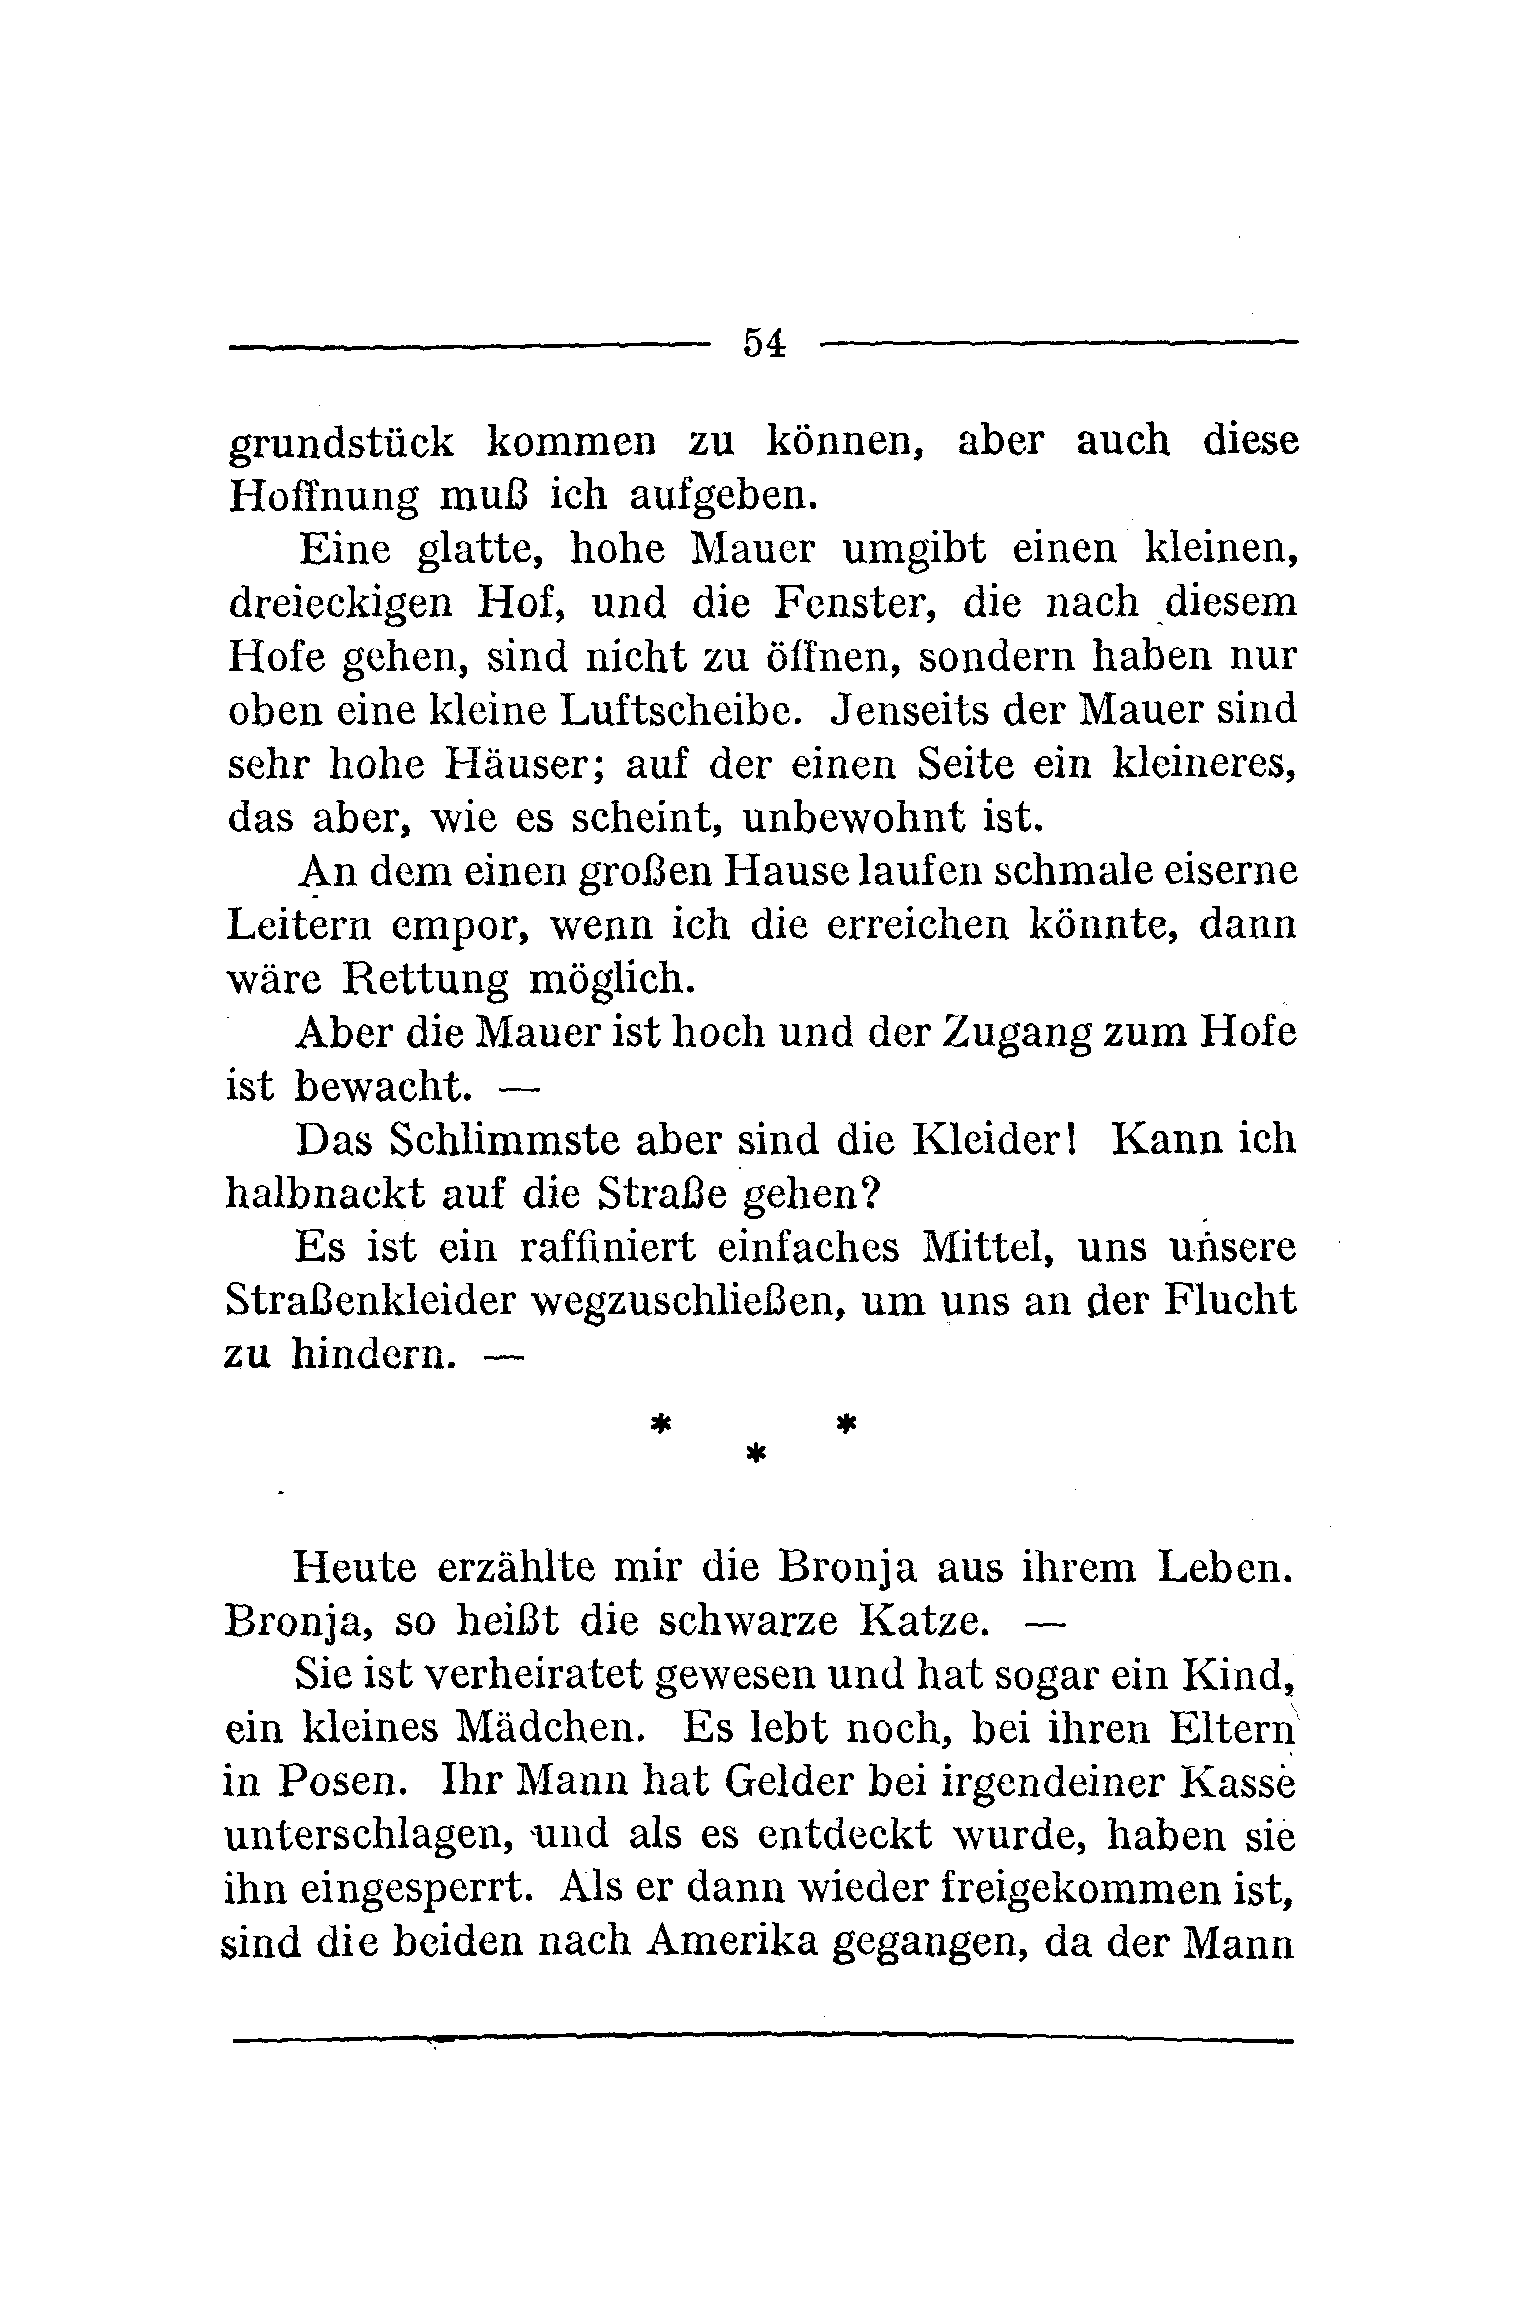 54
grundstück kommen zu können, aber auch diese
Hoffnung muß ich aufgeben.
Eine glatte, hohe Mauer umgibt einen kleinen,
dreieckigen Hof, und die Fenster, die nach diesem
Hofe gehen, sind nicht zu öffnen, sondern haben nur
oben eine kleine Luftscheibe. Jenseits der Mauer sind
sehr hohe Häuser; auf der einen Seite ein kleineres,
das aber, wie es scheint, unbewohnt ist.
An dem einen großen Hause laufen schmale eiserne
Leitern empor, wenn ich die erreichen könnte, dann
wäre Rettung möglich.
Aber die Mauer ist hoch und der Zugang zum Hofe
ist bewacht. —
Das Schlimmste aber sind die Kleider! Kann ich
halbnackt auf die Straße gehen?
Es ist ein raffiniert einfaches Mittel, uns unsere
Straßenkleider wegzuschließen, um uns an der Flucht
zu hindern. —
* *
*
Heute erzählte mir die Bronja aus ihrem Leben.
Bronja, so heißt die schwarze Katze. —
Sie ist verheiratet gewesen und hat sogar ein Kind,
ein kleines Mädchen. Es lebt noch, bei ihren Eltern
in Posen. Ihr Mann hat Gelder bei irgendeiner Kasse
unterschlagen, und als es entdeckt wurde, haben sie
ihn eingesperrt. Als er dann wieder freigekommen ist,
sind die beiden nach Amerika gegangen, da der Mann